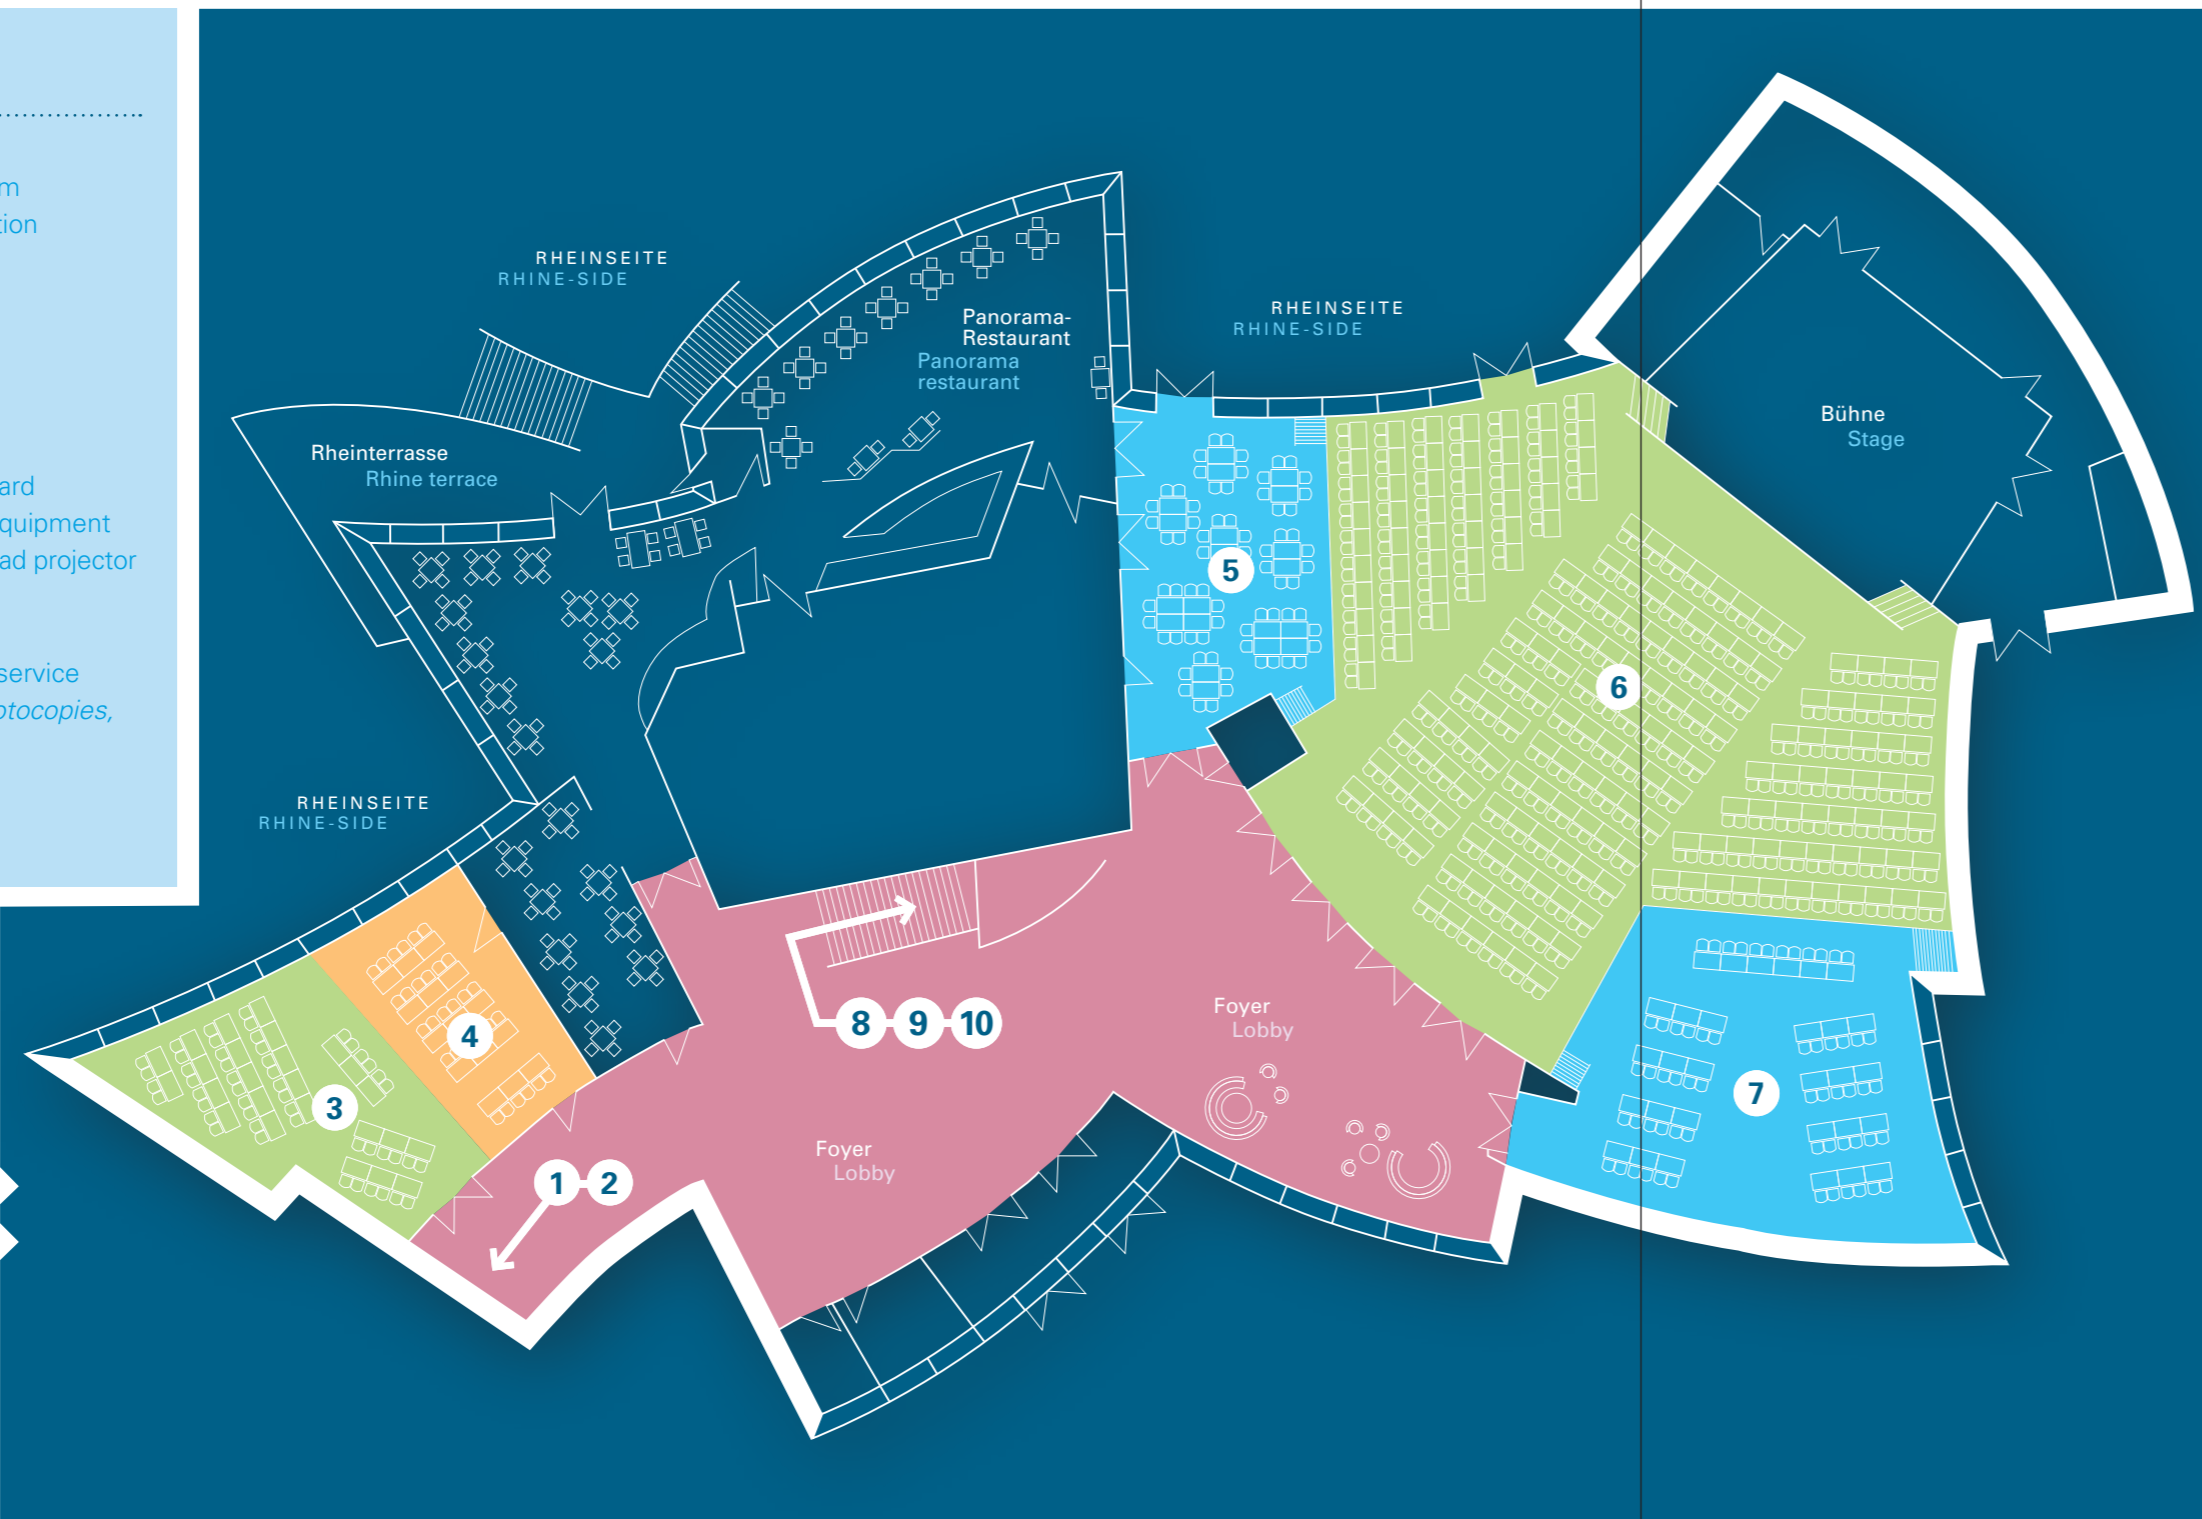 m
tion
ard
quipment
ad projector
service
otocopies,
RHEINSEITE
RHINE-SIDE
Panorama-
Restaurant
Panorama
restaurant
RHEINSEITE
RHINE-SIDE
Bühne
Stage
Rheinterrasse
Rhine terrace
5
6
RHEINSEITE
RHINE-SIDE
4
3
8 9 10
Foyer
Lobby
7
Foyer
Lobby
1 2